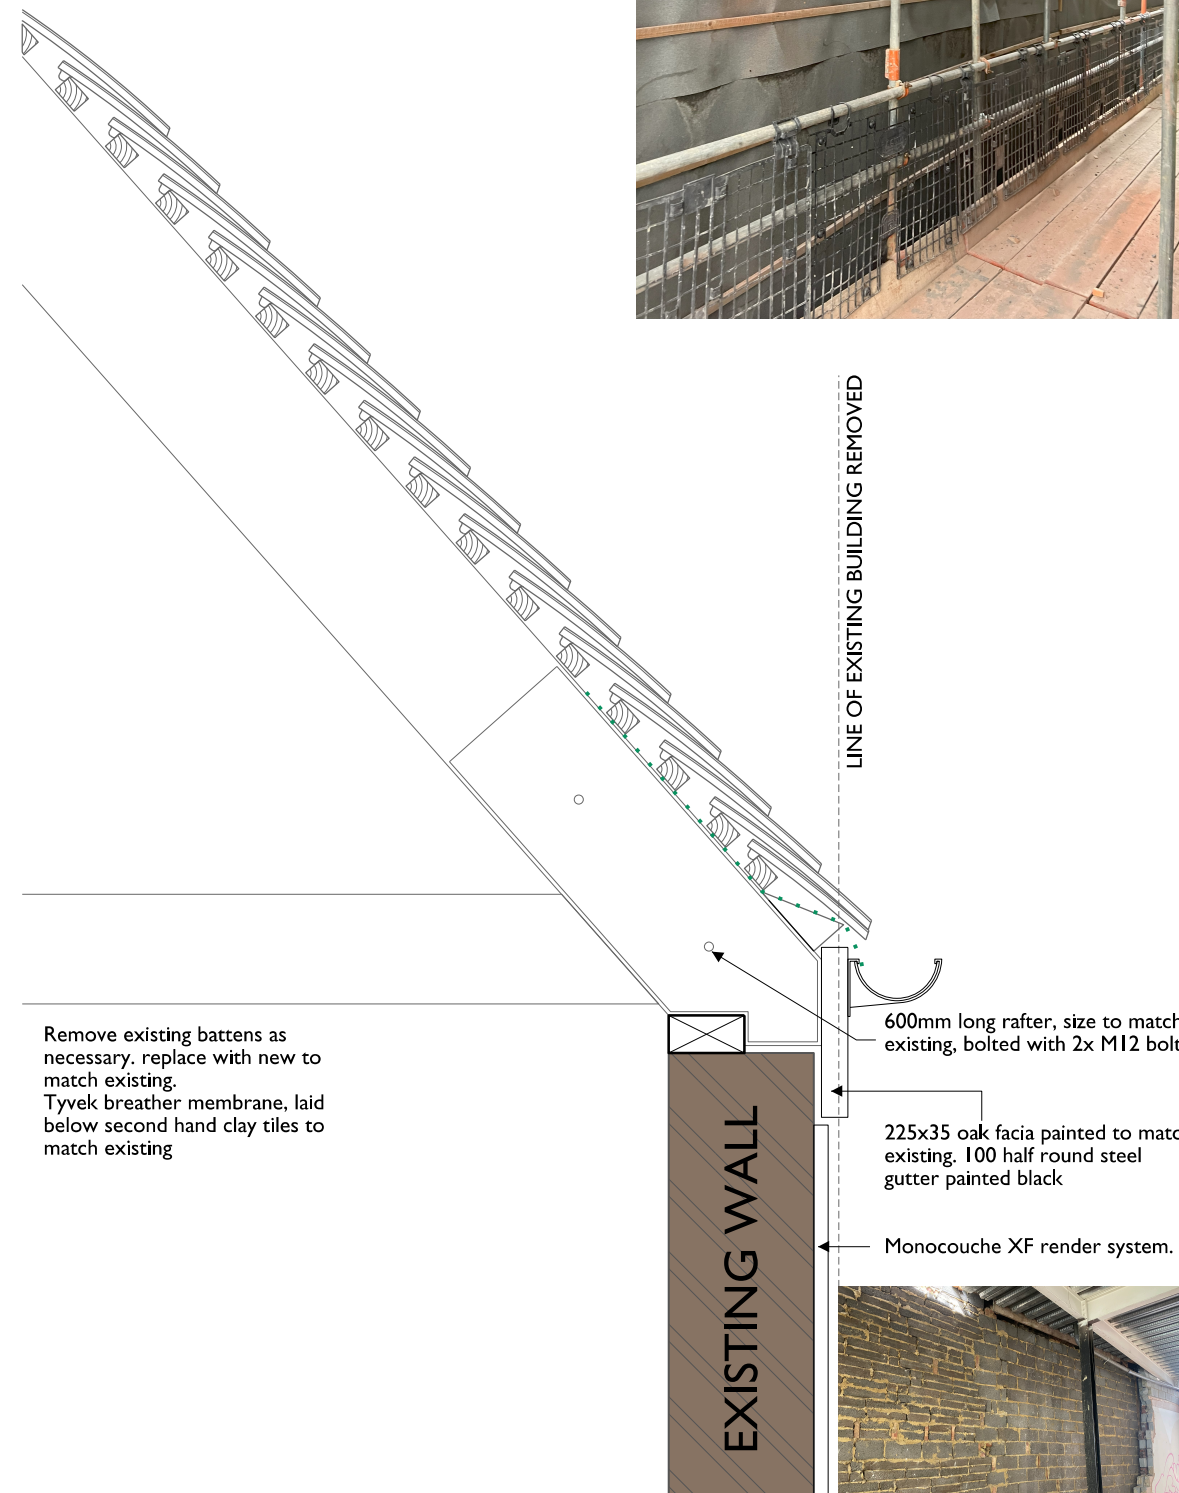 LINE OF EXISTING BUILDING REMOVED
600mm long rafter, size to match
existing, bolted with 2x M12 bolt
Remove existing battens as
necessary. replace with new to
match existing.
Tyvek breather membrane, laid
below second hand clay tiles to
match existing
225x35 oak facia painted to matc
existing. 100 half round steel
gutter painted black
EXISTING WALL
Monocouche XF render system.